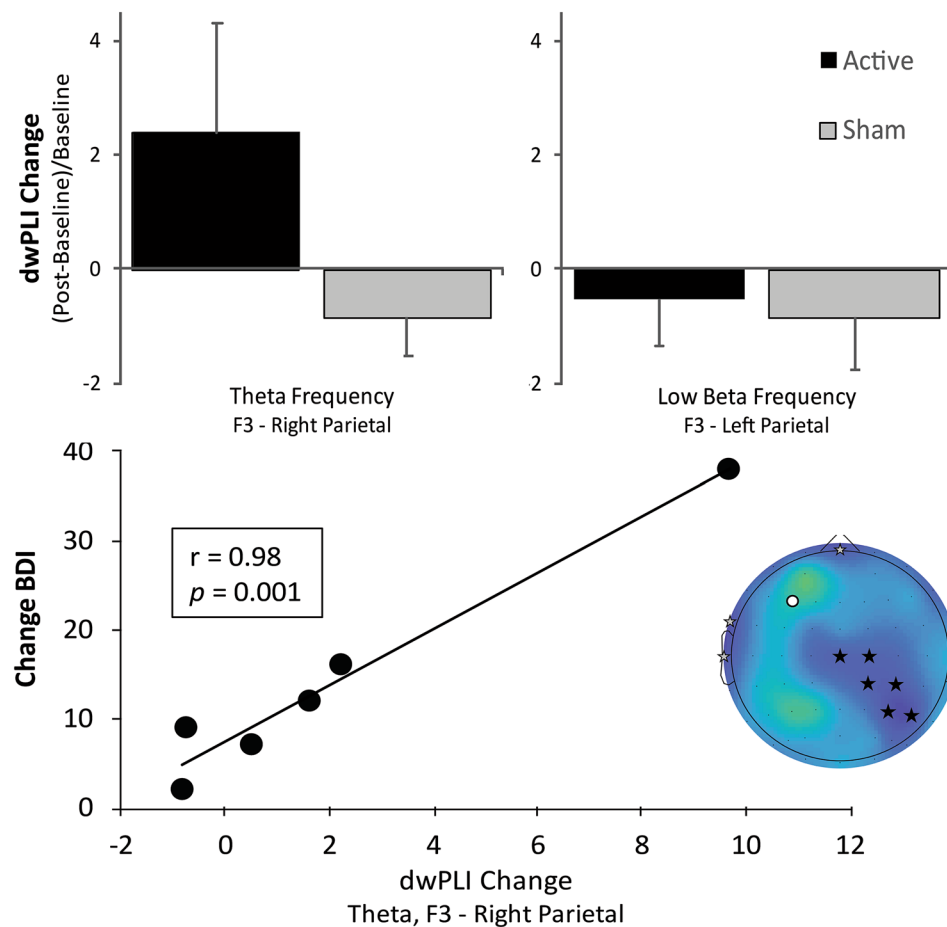 dwPLI Change
(Post-Baseline)/Baseline
4
2
0
-2
Theta Frequency
F3 - Right Parietal
4
2
0
2
Active
Sham
Low Beta Frequency
F3 - Left Parietal
Change BDI
40
30
20
10
0
r = 0.98
p = 0.001
-2 0 2 4 6 8 10 12
dwPLI Change
Theta, F3 - Right Parietal